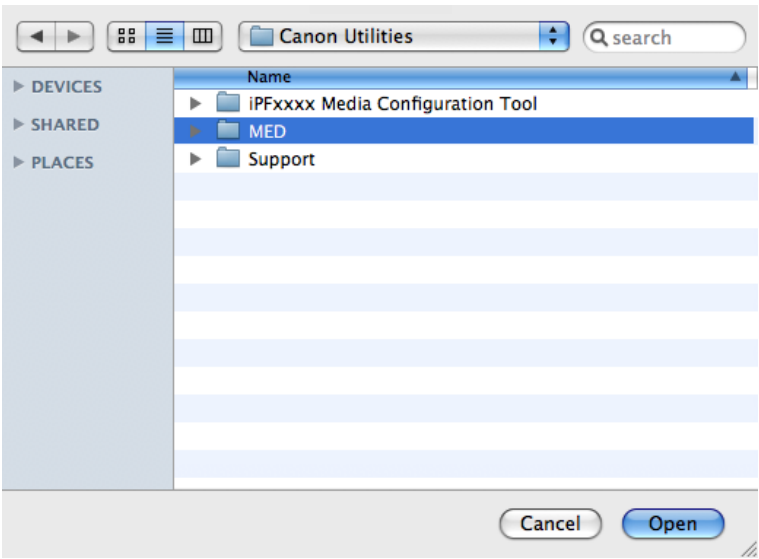 Canon Utilities
search
DEVICES
SHARED
PLACES
Name
iPFxxxx Media Configuration Tool
MED
Support
Cancel
Open